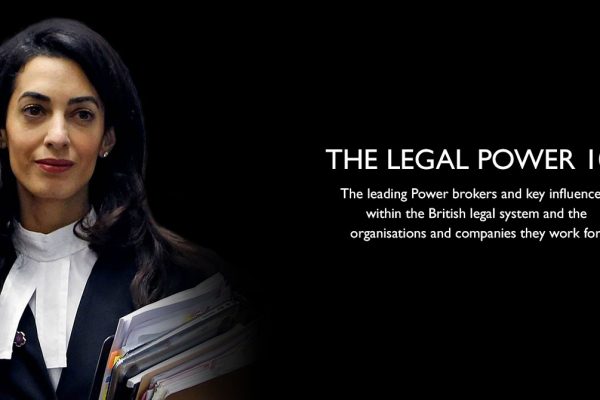 THE LEGAL POWER 10
The leading Power brokers and key influence
within the British legal system and the
organisations and companies they work for